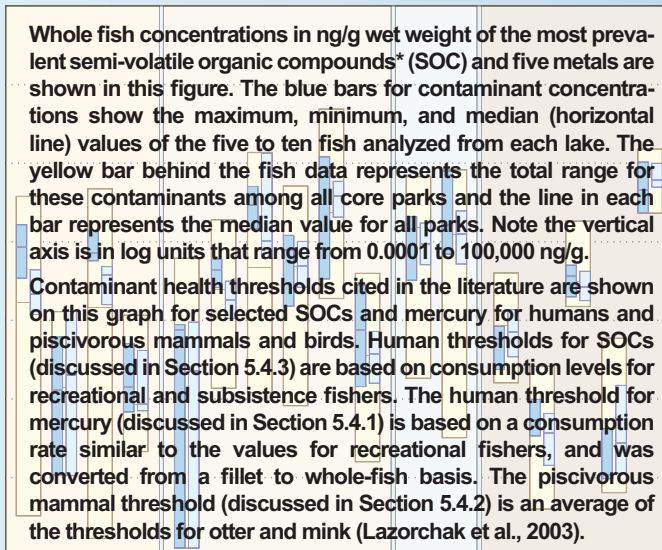 Whole fish concentrations in ng/g wet weight of the most preva-
lent semi-volatile organic compounds* (SOC) and five metals are
shown in this figure. The blue bars for contaminant concentra-
tions show the maximum, minimum, and median (horizontal
line) values of the five to ten fish analyzed from each lake. The
yellow bar behind the fish data represents the total range for
these contaminants among all core parks and the line in each
bar represents the median value for all parks. Note the vertical
axis is in log units that range from 0.0001 to 100,000 ng/g.
Contaminant health thresholds cited in the literature are shown
on this graph for selected SOCs and mercury for humans and
piscivorous mammals and birds. Human thresholds for SOCs
(discussed in Section 5.4.3) are based on consumption levels for
recreational and subsistence fishers. The human threshold for
mercury (discussed in Section 5.4.1) is based on a consumption
rate similar to the values for recreational fishers, and was
converted from a fillet to whole-fish basis. The piscivorous
mammal threshold (discussed in Section 5.4.2) is an average of
the thresholds for otter and mink (Lazorchak et al., 2003).